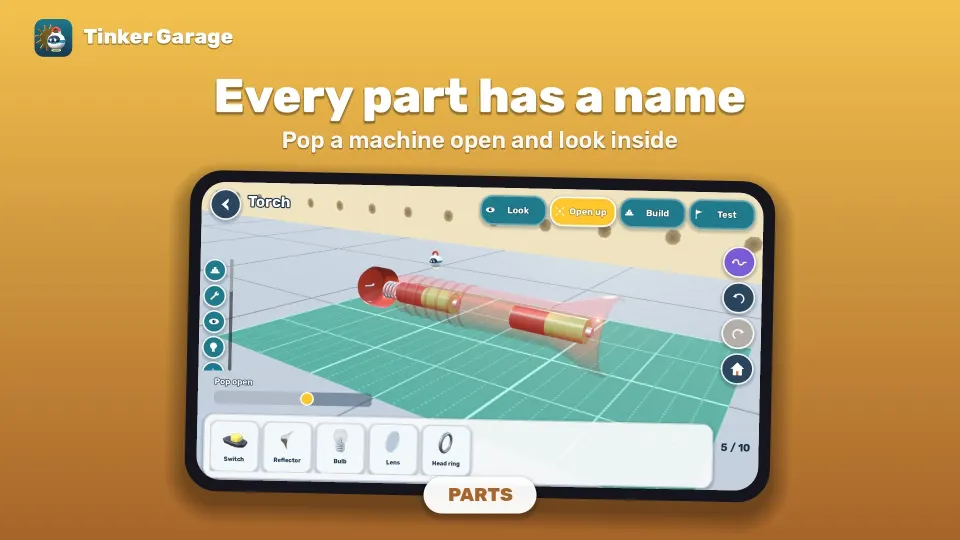 Tinker Garage
Every part has a name
Pop a machine open and look inside
Torch
Look
Open up
Build
Test
Pop open
Switch
Reflector
Bulb
Lens
Head ring
5 / 10
PARTS